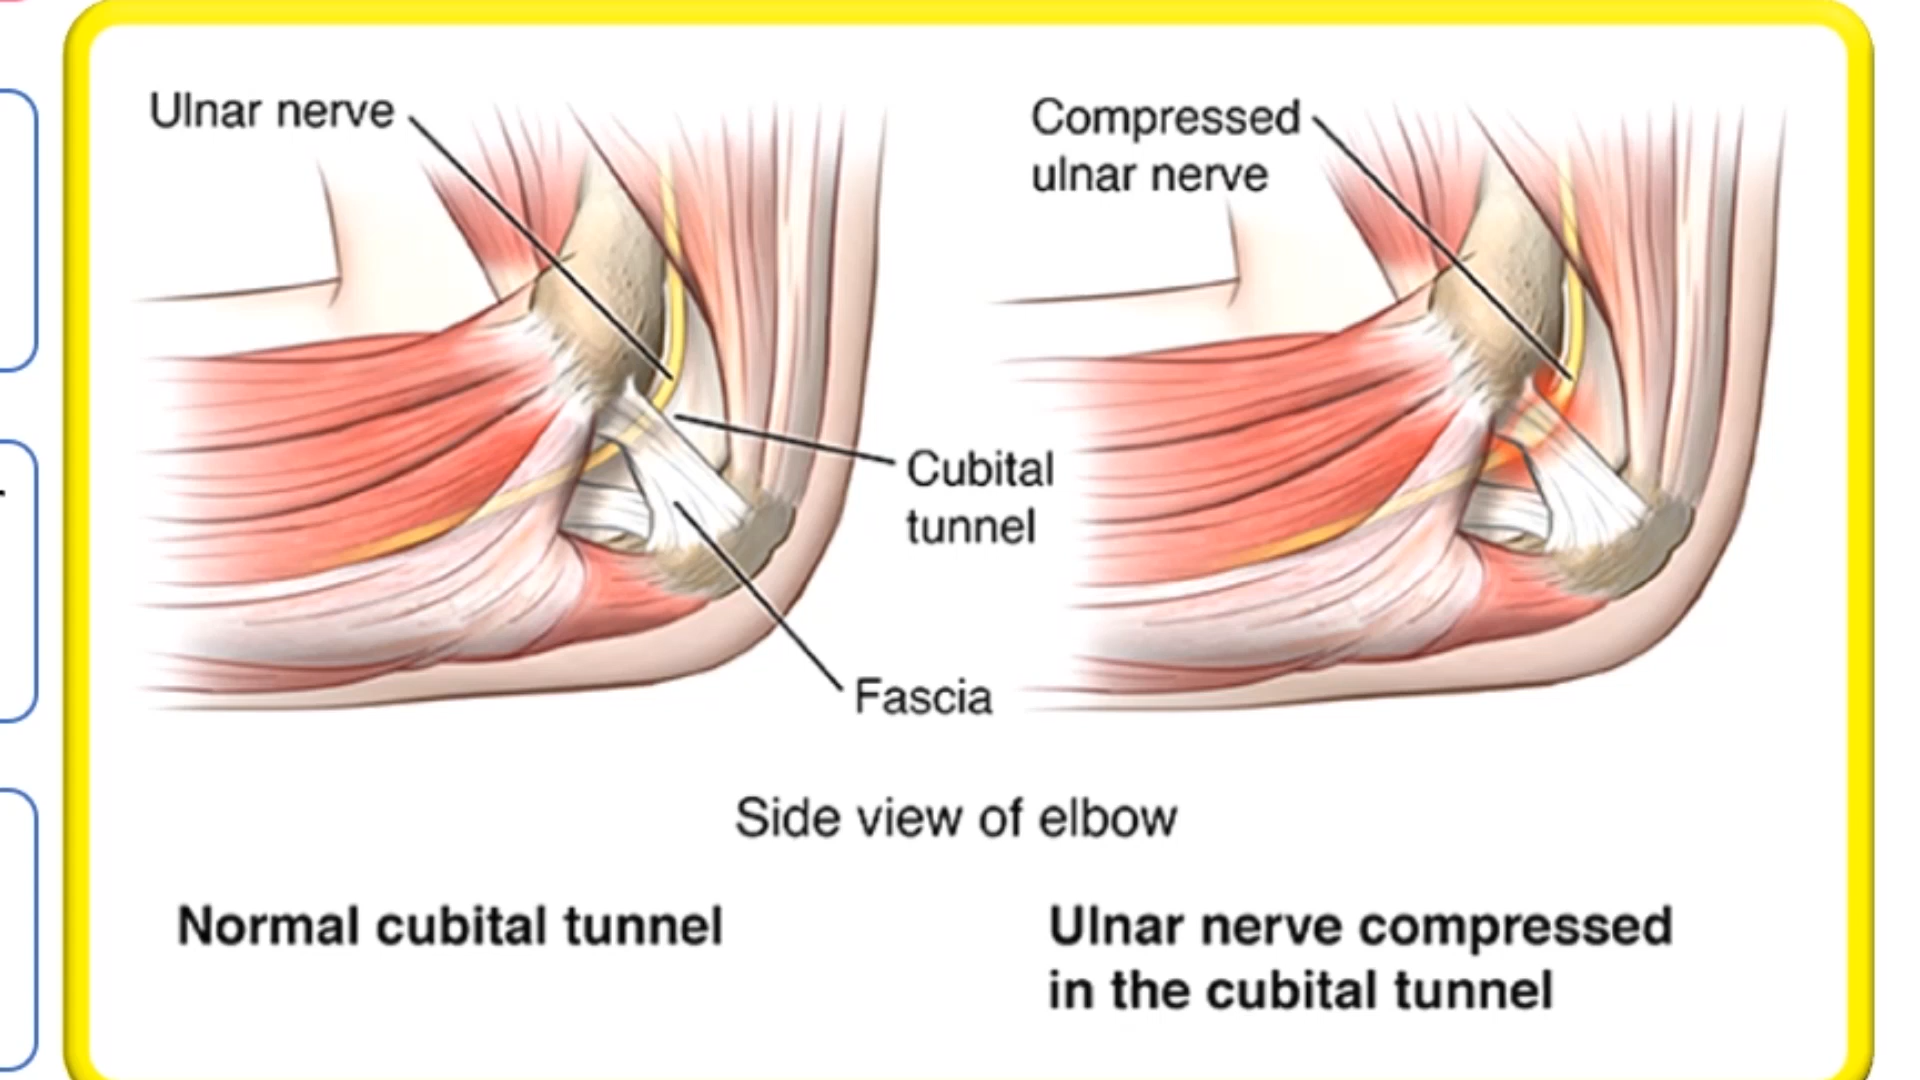 Ulnar nerve
Compressed
ulnar nerve
Cubital
tunnel
Fascia
Side view of elbow
Normal cubital tunnel
Ulnar nerve compressed
in the cubital tunnel